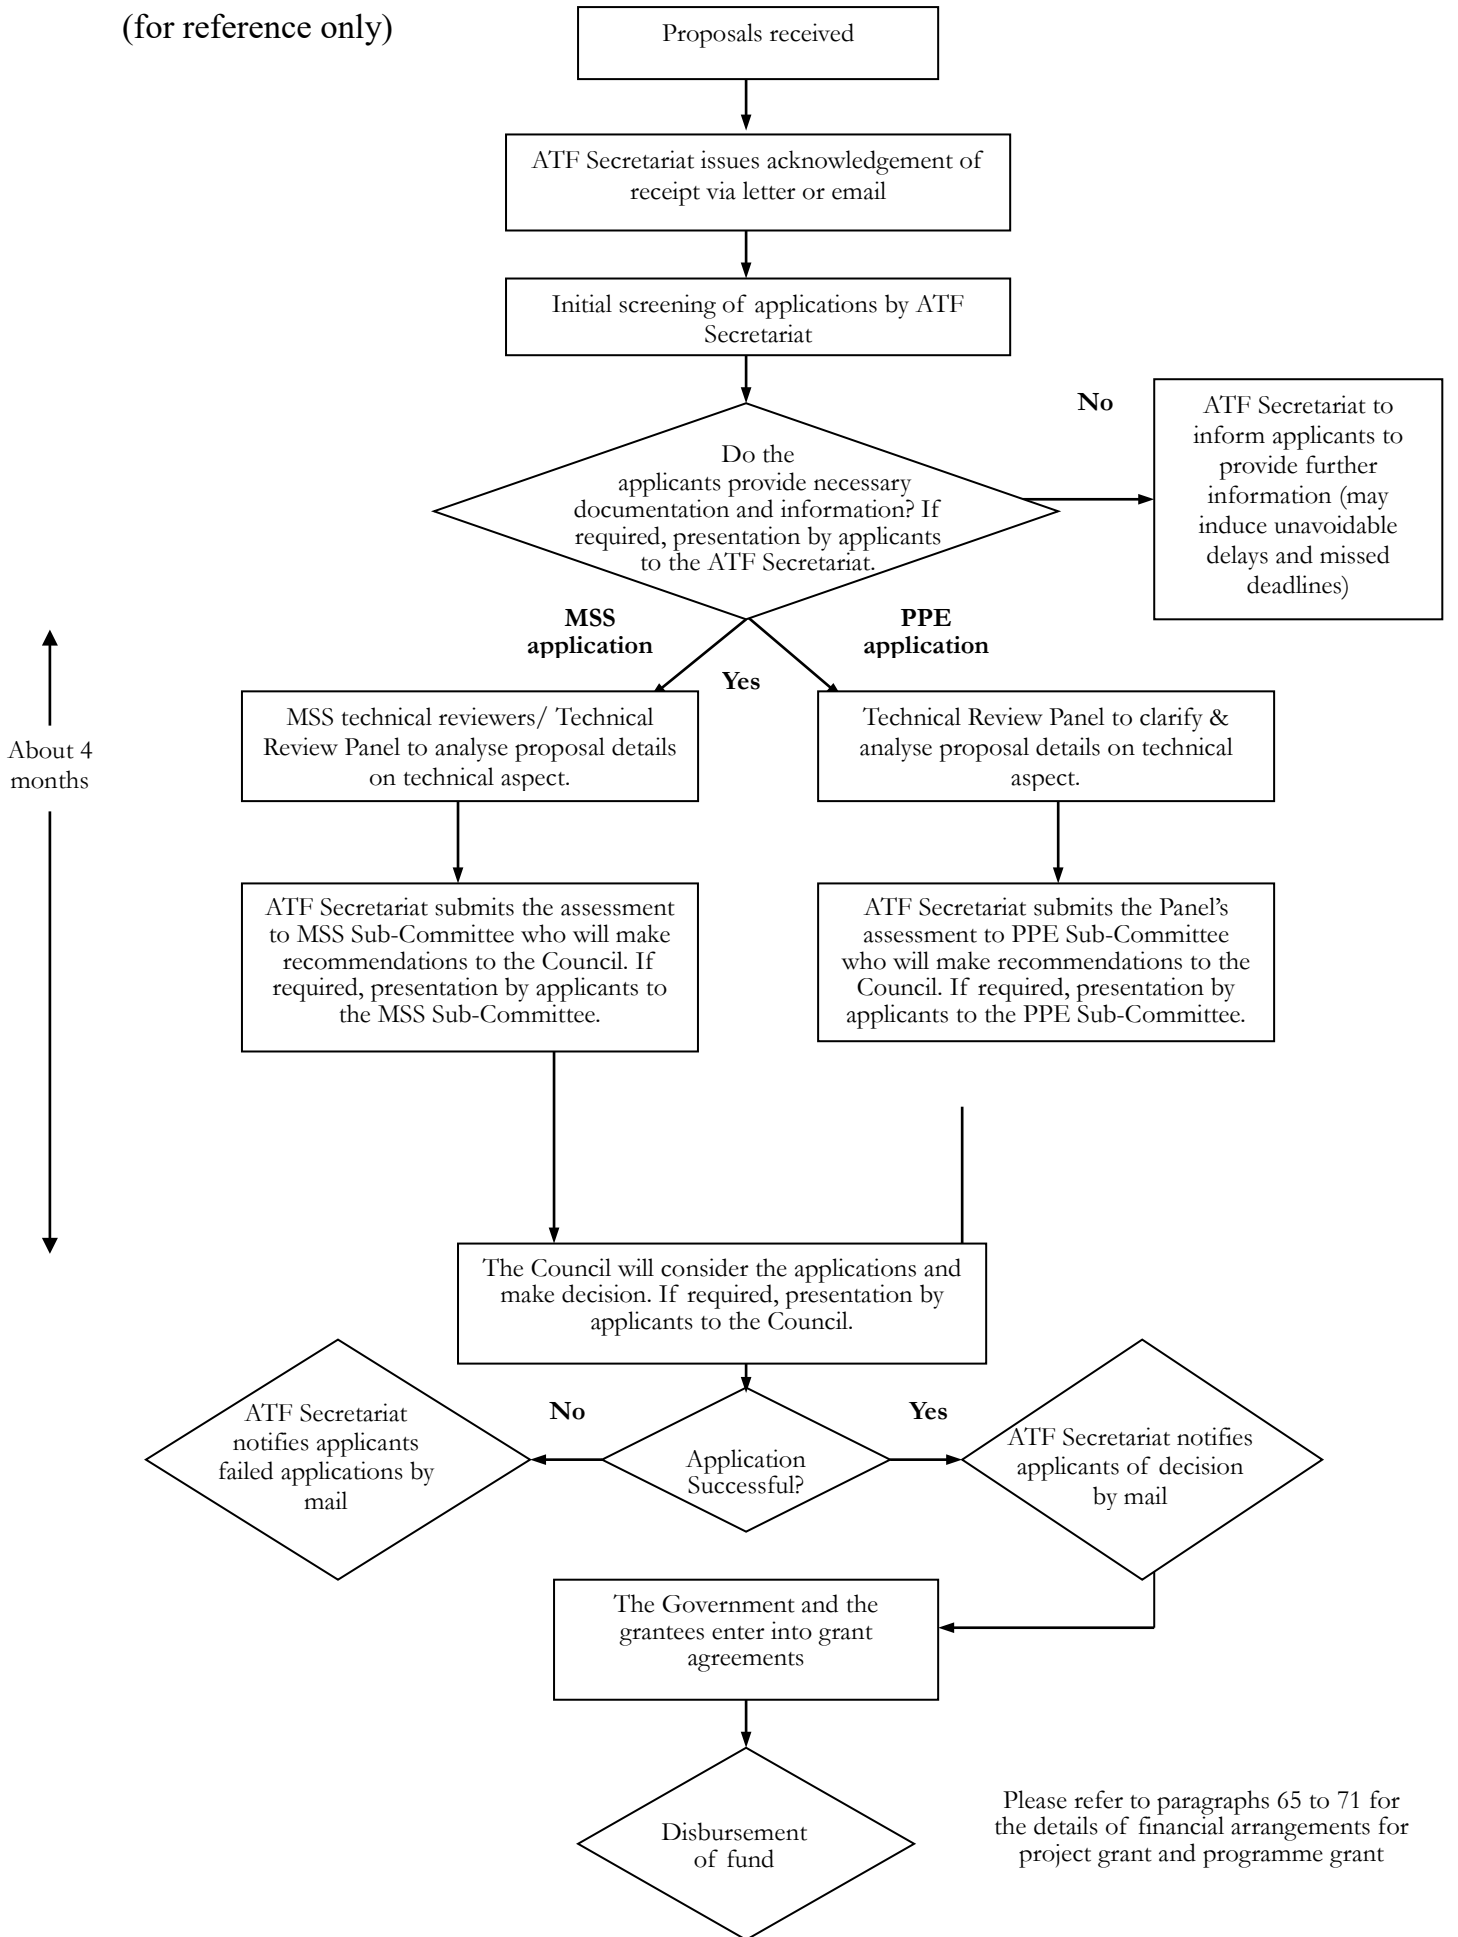 (for reference only)
Proposals received
ATF Secretariat issues acknowledgement of
receipt via letter or email
Initial screening of applications by ATF
Secretariat
Do the
applicants provide necessary
documentation and information? If
required, presentation by applicants
to the ATF Secretariat.
No
ATF Secretariat to
inform applicants to
provide further
information (may
induce unavoidable
delays and missed
deadlines)
MSS
application
PPE
application
Yes
About 4
months
MSS technical reviewers/ Technical
Review Panel to analyse proposal details
on technical aspect.
Technical Review Panel to clarify &
analyse proposal details on technical
aspect.
ATF Secretariat submits the assessment
to MSS Sub-Committee who will make
recommendations to the Council. If
required, presentation by applicants to
the MSS Sub-Committee.
ATF Secretariat submits the Panel’s
assessment to PPE Sub-Committee
who will make recommendations to the
Council. If required, presentation by
applicants to the PPE Sub-Committee.
The Council will consider the applications and
make decision. If required, presentation by
applicants to the Council.
ATF Secretariat
notifies applicants
failed applications by
mail
No
Application
Successful?
Yes
ATF Secretariat notifies
applicants of decision
by mail
The Government and the
grantees enter into grant
agreements
Disbursement
of fund
Please refer to paragraphs 65 to 71 for
the details of financial arrangements for
project grant and programme grant